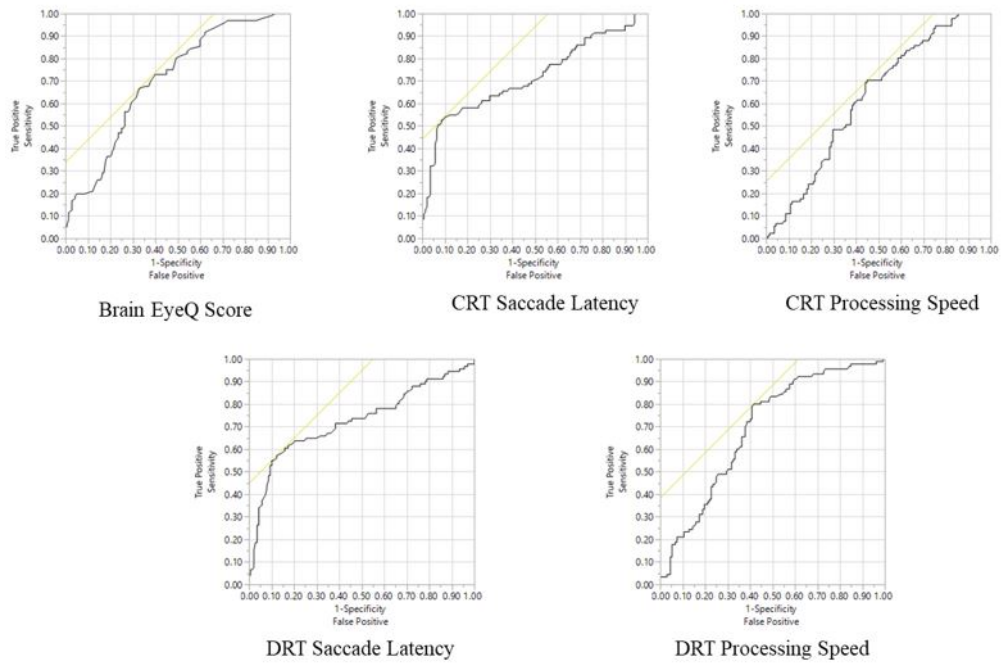 1.00
0.90
0.80
0.70
0.60
0.50
0.40
0.30
0.20
0.10
0.00
True Positive
Sensitivity
0.00 0.10 0.20 0.30 0.40 0.50 0.60 0.70 0.80 0.90 1.00
1-Specificity
False Positive
Brain EyeQ Score
1.00
0.90
0.80
0.70
0.60
0.50
0.40
0.30
0.20
0.10
0.00
True Positive
Sensitivity
0.00 0.10 0.20 0.30 0.40 0.50 0.60 0.70 0.80 0.90 1.00
1-Specificity
False Positive
CRT Saccade Latency
1.00
0.90
0.80
0.70
0.60
0.50
0.40
0.30
0.20
0.10
0.00
True Positive
Sensitivity
0.00 0.10 0.20 0.30 0.40 0.50 0.60 0.70 0.80 0.90 1.00
1-Specificity
False Positive
CRT Processing Speed
1.00
0.90
0.80
0.70
0.60
0.50
0.40
0.30
0.20
0.10
0.00
True Positive
Sensitivity
0.00 0.10 0.20 0.30 0.40 0.50 0.60 0.70 0.80 0.90 1.00
1-Specificity
False Positive
DRT Saccade Latency
1.00
0.90
0.80
0.70
0.60
0.50
0.40
0.30
0.20
0.10
0.00
True Positive
Sensitivity
0.00 0.10 0.20 0.30 0.40 0.50 0.60 0.70 0.80 0.90 1.00
1-Specificity
False Positive
DRT Processing Speed